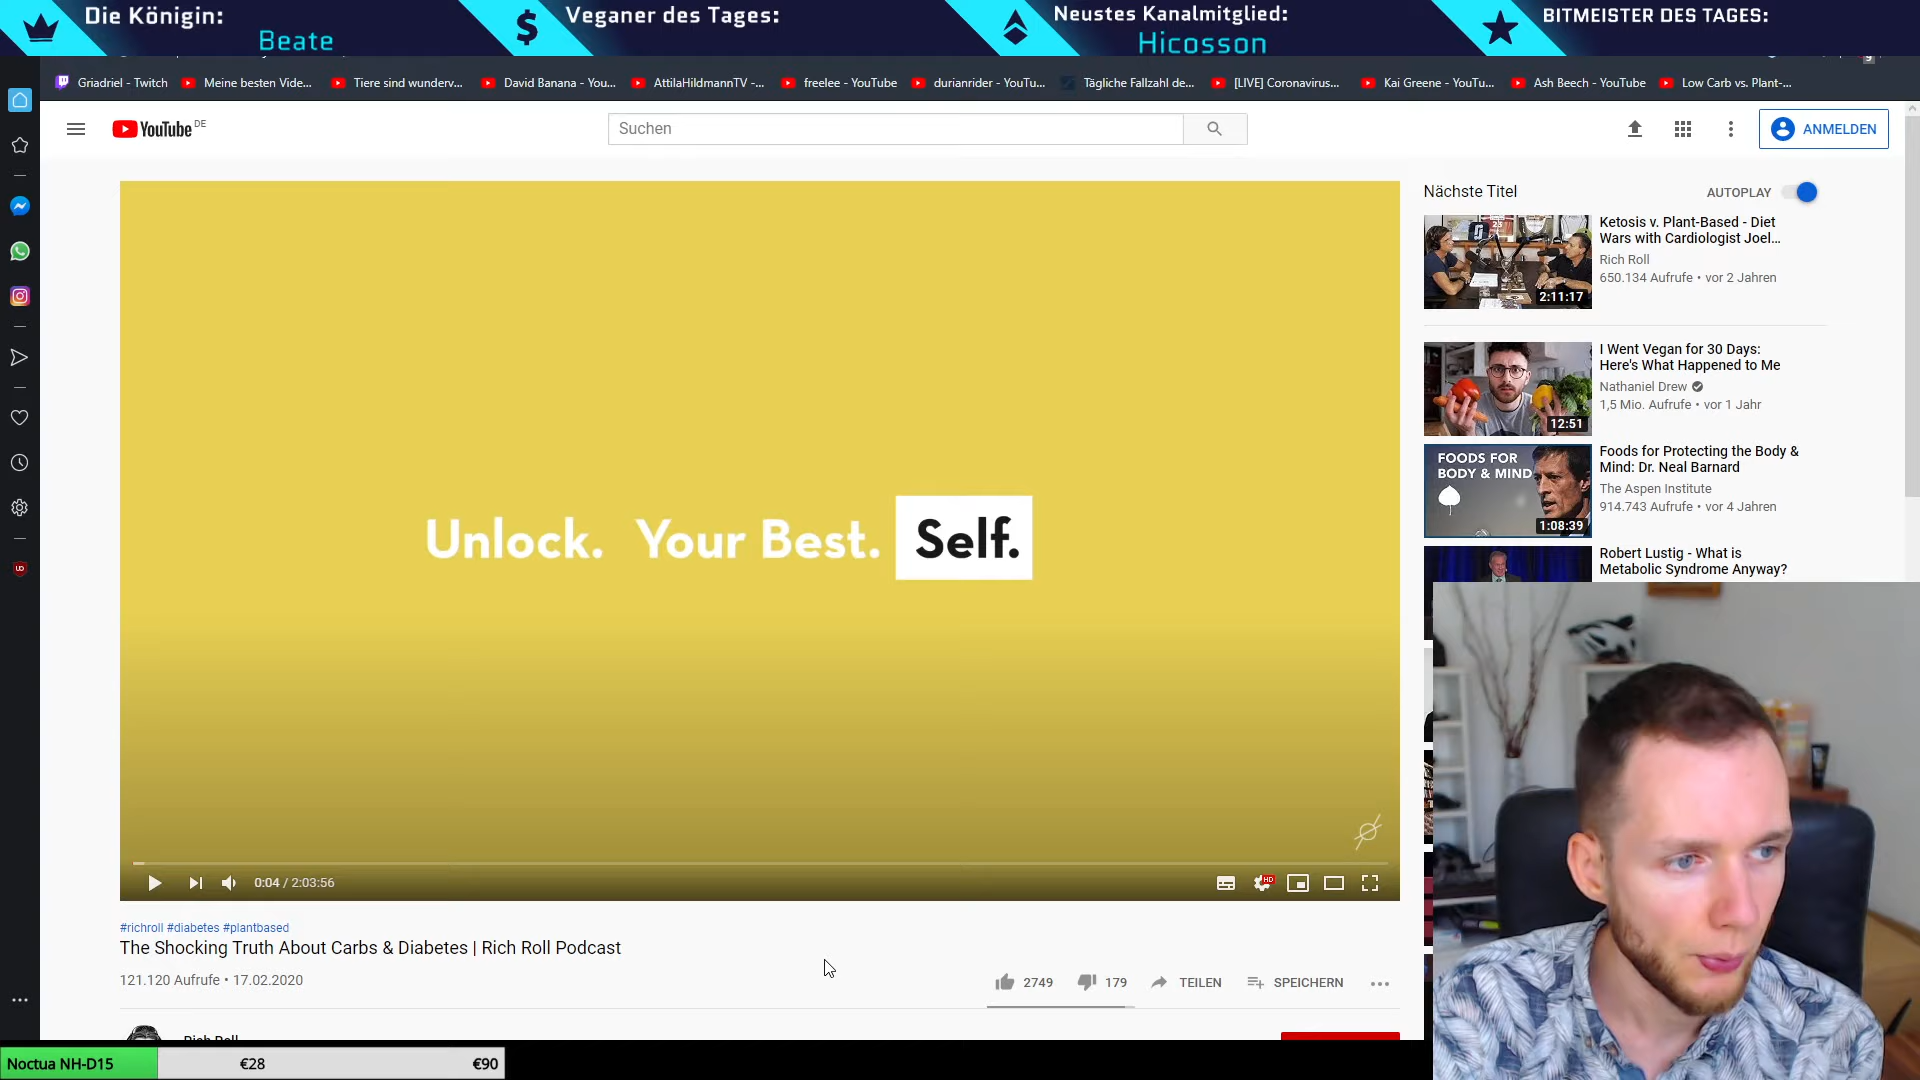 Die Königin:
Beate
Veganer des Tages:
Neustes Kanalmitglied:
Hicosson
BITMEISTER DES TAGES:
Griadriel - Twitch
Meine besten Vide...
Tiere sind wunderv...
David Banana - You...
AttilaHildmannTV -...
freelee - YouTube
durianrider - YouTu...
Tägliche Fallzahl de...
[LIVE] Coronavirus...
Kai Greene - YouTu...
Ash Beech - YouTube
Low Carb vs. Plant-...
YouTube DE
Suchen
ANMELDEN
Unlock. Your Best. Self.
0:04 / 2:03:56
HD
#richroll #diabetes #plantbased
The Shocking Truth About Carbs & Diabetes | Rich Roll Podcast
121.120 Aufrufe • 17.02.2020
2749
179
TEILEN
SPEICHERN
Rich Roll
Nächste Titel
AUTOPLAY
2:11:17
Ketosis v. Plant-Based - Diet
Wars with Cardiologist Joel...
Rich Roll
650.134 Aufrufe • vor 2 Jahren
12:51
I Went Vegan for 30 Days:
Here's What Happened to Me
Nathaniel Drew
1,5 Mio. Aufrufe • vor 1 Jahr
FOODS FOR
BODY & MIND
1:08:39
Foods for Protecting the Body &
Mind: Dr. Neal Barnard
The Aspen Institute
914.743 Aufrufe • vor 4 Jahren
Robert Lustig - What is
Metabolic Syndrome Anyway?
Noctua NH-D15
€28
€90